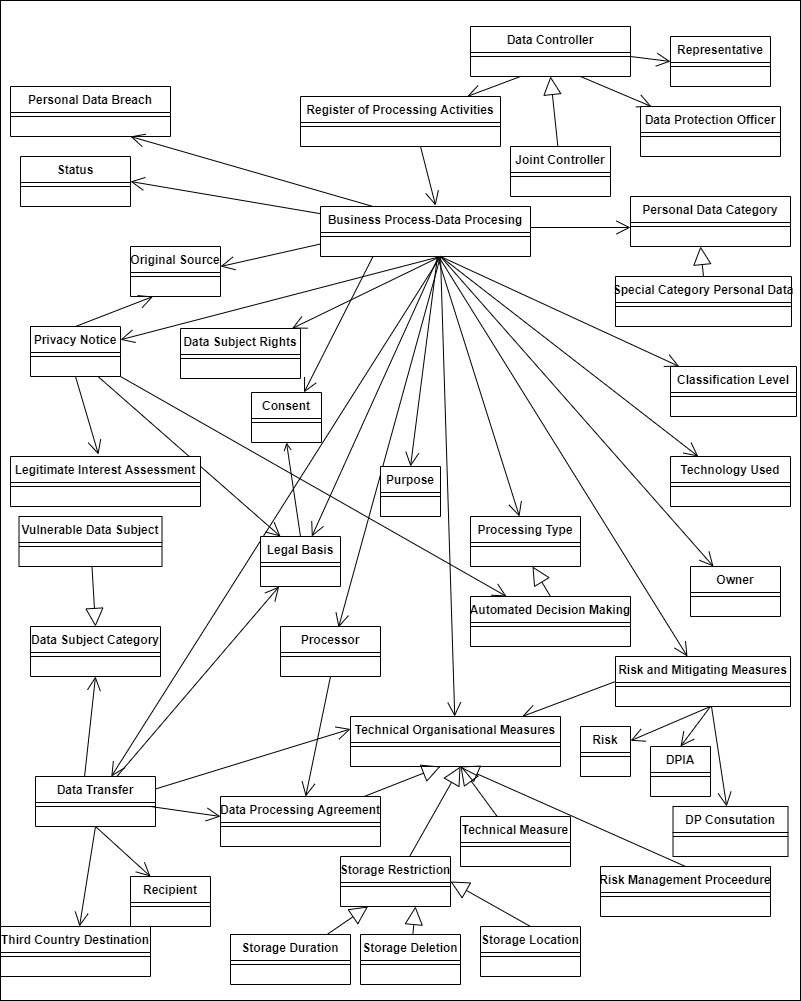 Data Controller
Representative
Personal Data Breach
Register of Processing Activities
Data Protection Officer
Joint Controller
Status
Business Process-Data Procesing
Personal Data Category
Original Source
Special Category Personal Data
Privacy Notice
Data Subject Rights
Classification Level
Consent
Legitimate Interest Assessment
Purpose
Technology Used
Vulnerable Data Subject
Processing Type
Legal Basis
Owner
Automated Decision Making
Data Subject Category
Processor
Risk and Mitigating Measures
Technical Organisational Measures
Risk
DPIA
Data Transfer
Data Processing Agreement
Technical Measure
DP Consutation
Storage Restriction
Risk Management Proceedure
Recipient
Third Country Destination
Storage Duration
Storage Deletion
Storage Location